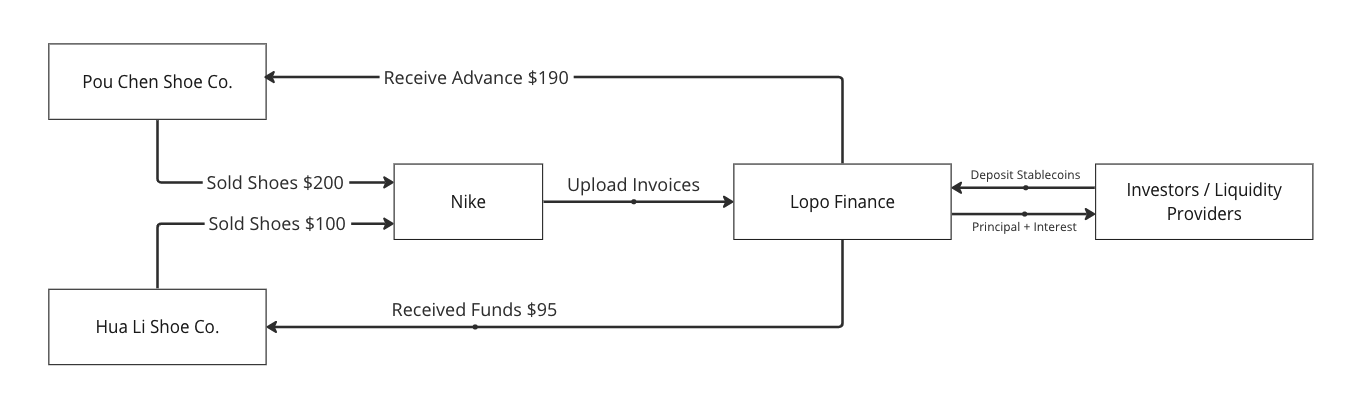 Pou Chen Shoe Co.
Receive Advance $190
Sold Shoes $200
Sold Shoes $100
Nike
Upload Invoices
Lopo Finance
Deposit Stablecoins
Principal + Interest
Investors / Liquidity
Providers
Hua Li Shoe Co.
Received Funds $95